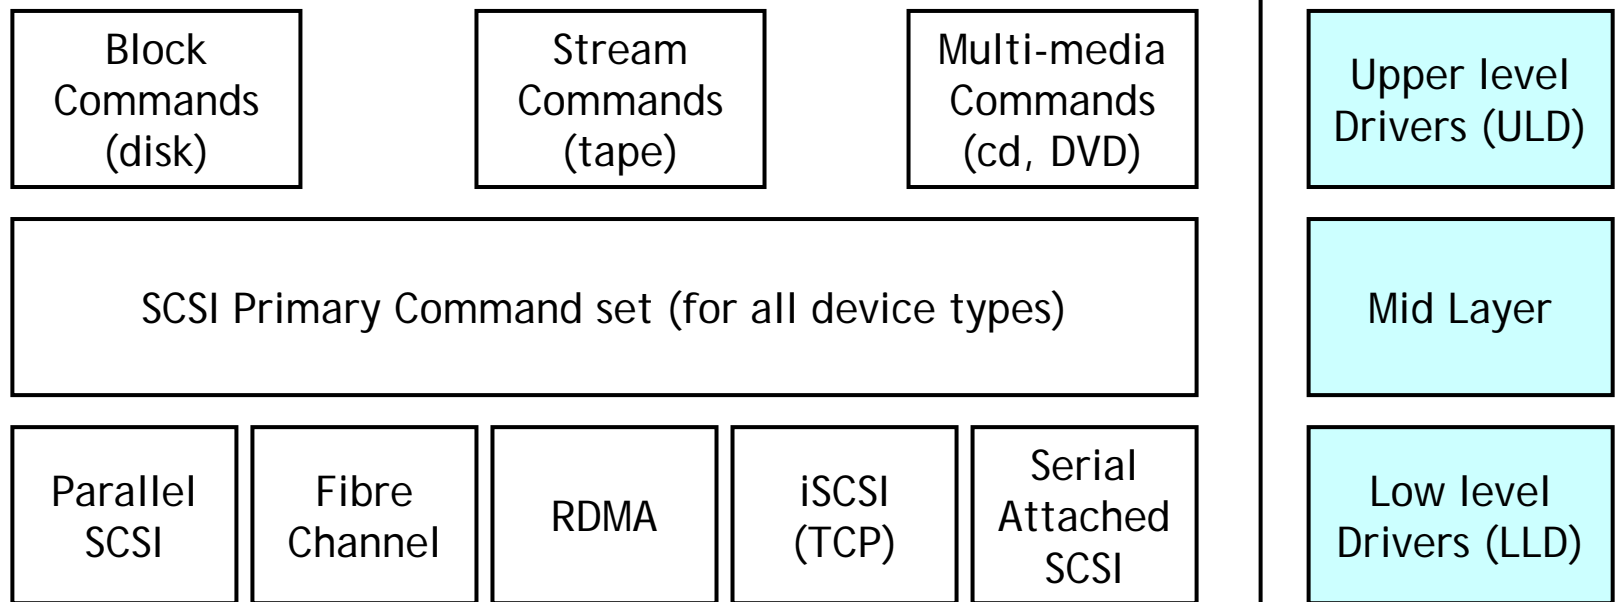 Block
Commands
(disk)
Stream
Commands
(tape)
Multi-media
Commands
(cd, DVD)
Upper level
Drivers (ULD)
SCSI Primary Command set (for all device types)
Mid Layer
Parallel
SCSI
Fibre
Channel
RDMA
iSCSI
(TCP)
Serial
Attached
SCSI
Low level
Drivers (LLD)